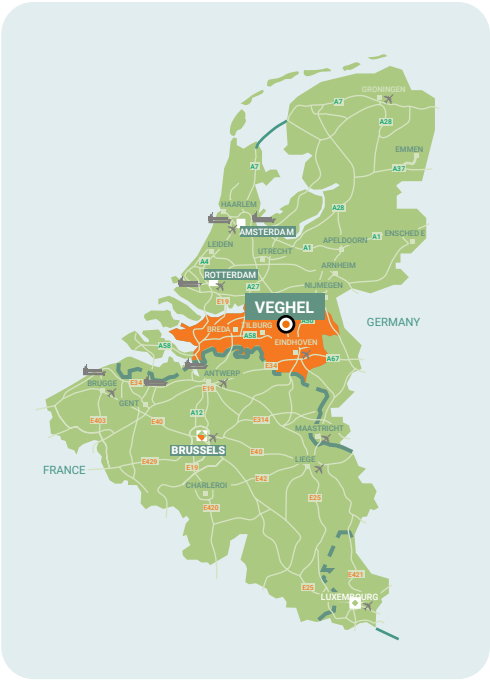 GRONINGEN
A7
A28
EMMEN
A37
A7
HAARLEM
A28
AMSTERDAM
A1
ENSCHEDE
LEIDEN
A1
APELDOORN
UTRECHT
A4
ARNHEIM
ROTTERDAM
A27
NIJMEGEN
E19
VEGHEL
A50
GERMANY
BREDA
TILBURG
A58
A58
EINDHOVEN
A67
E34
ANTWERP
BRUGGE
E34
E19
GENT
A12
E403
E40
E314
MAASTRICHT
BRUSSELS
E40
FRANCE
E429
E19
LIEGE
E42
CHARLEROI
E25
E420
E421
E25
LUXEMBOURG